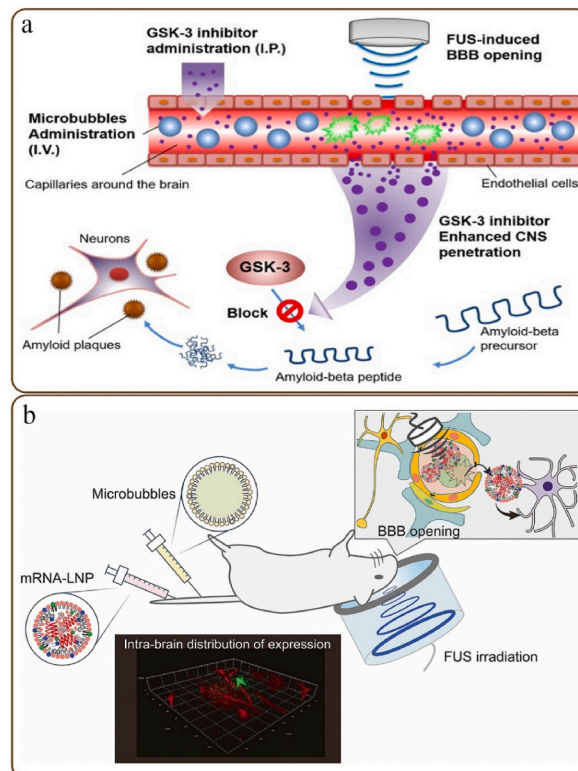 a
GSK-3 inhibitor
administration (I.P.)
FUS-induced
BBB opening
Microbubbles
Administration
(I.V.)
Capillaries around the brain
Endothelial cells
GSK-3 inhibitor
Enhanced CNS
penetration
Neurons
GSK-3
Block
Amyloid plaques
Amyloid-beta peptide
Amyloid-beta
precursor
b
Microbubbles
BBB opening
mRNA-LNP
Intra-brain distribution of expression
FUS irradiation